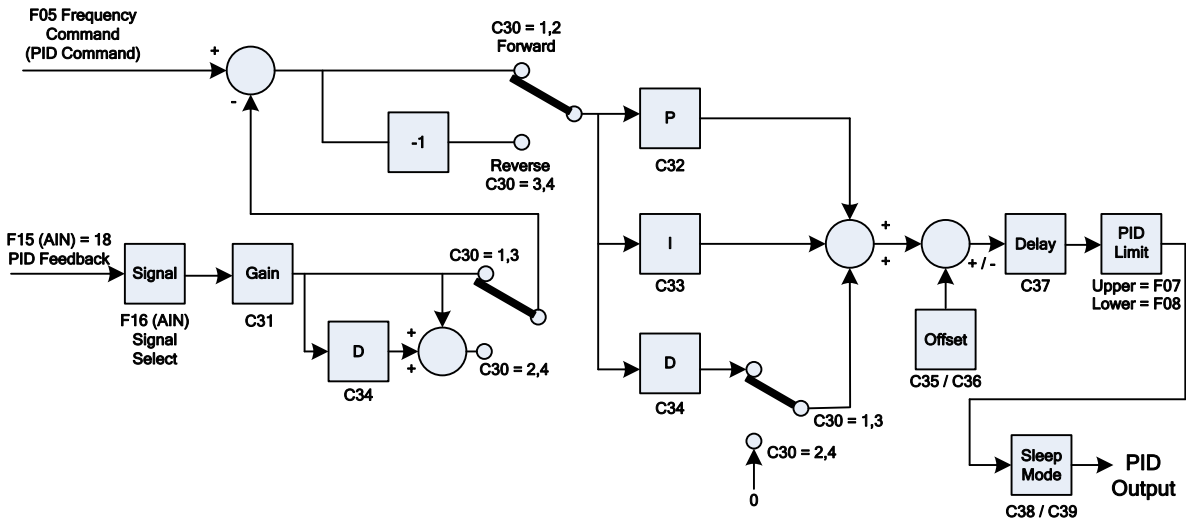 F05 Frequency
Command
(PID Command)
+
-
C30 = 1,2
Forward
-1
Reverse
C30 = 3,4
P
C32
I
C33
D
C34
F15 (AIN) = 18
PID Feedback
Signal
F16 (AIN)
Signal
Select
Gain
C31
C30 = 1,3
D
C34
+
+
C30 = 2,4
C30 = 1,3
C30 = 2,4
0
+
+
+ / -
Offset
C35 / C36
Delay
C37
PID
Limit
Upper = F07
Lower = F08
Sleep
Mode
C38 / C39
PID
Output